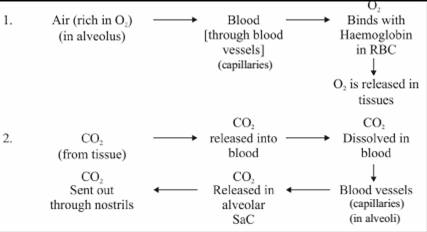 1. Air (rich in O₂) Blood O₂
(in alveolus) [through blood Binds with
vessels] Haemoglobin
(capillaries) in RBC
O₂ is released in
tissues
CO₂ CO₂
2. CO₂ released into Dissolved in
(from tissue) blood blood
CO₂ CO₂
Sent out Released in Blood vessels
through nostrils alveolar (capillaries)
SaC (in alveoli)